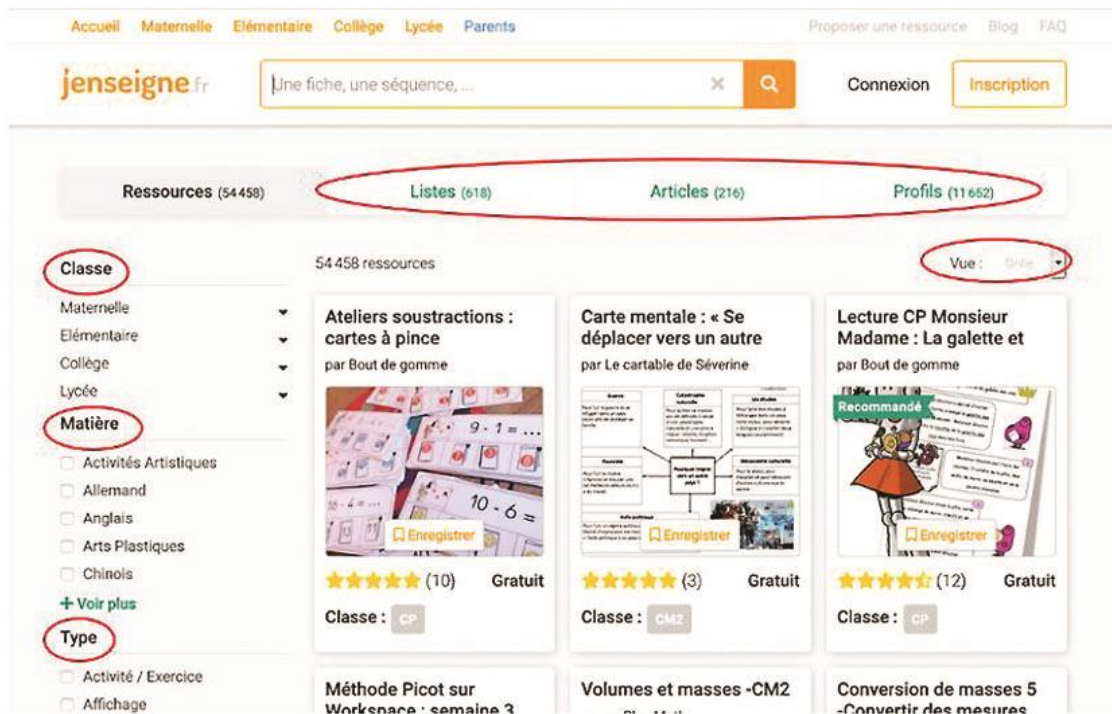 Accueil Maternelle Elémentaire Collège Lycée Parents Proposer une ressource Blog FAQ
jenseigne.fr Une fiche, une séquence, ... Connexion Inscription
Ressources (54 458) Listes (618) Articles (216) Profils (11 652)
Classe
Maternelle
Elémentaire
Collège
Lycée
Matière
Activités Artistiques
Allemand
Anglais
Arts Plastiques
Chinois
+ Voir plus
Type
Activité / Exercice
Affichage
54 458 ressources Vue :
Ateliers soustractions :
cartes à pince
par Bout de gomme
9 - 1 = ...
10 - 6 =
Enregistrer
(10) Gratuit
Classe : CP
Carte mentale : « Se
déplacer vers un autre
par Le cartable de Séverine
Enregistrer
(3) Gratuit
Classe : CM2
Lecture CP Monsieur
Madame : La galette et
par Bout de gomme
Recommandé
Enregistrer
(12) Gratuit
Classe : CP
Méthode Picot sur
Workspace : semaine 3
Volumes et masses -CM2
Conversion de masses 5
-Convertir des mesures